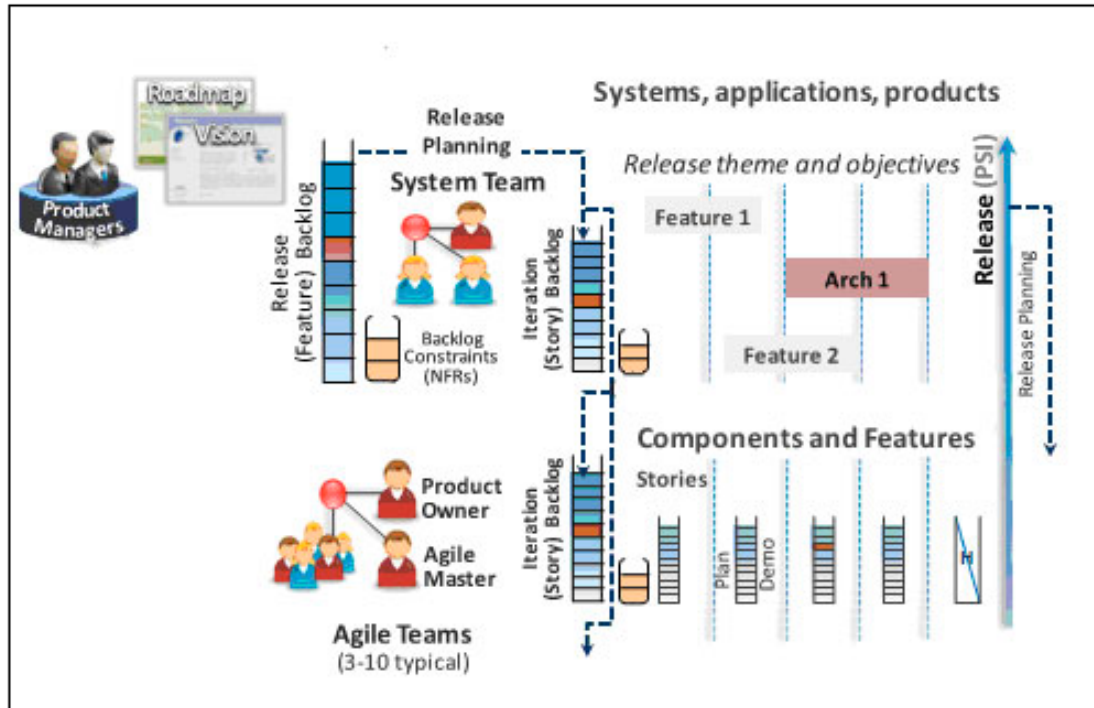 Roadmap
Vision
Product
Managers
Release
(Feature) Backlog
Release
Planning
System Team
Backlog
Constraints
(NFRs)
Iteration
(Story) Backlog
Systems, applications, products
Release theme and objectives
Feature 1
Arch 1
Feature 2
Release (PSI)
Release Planning
Product
Owner
Agile
Master
Agile Teams
(3-10 typical)
Iteration
(Story) Backlog
Components and Features
Stories
Plan
Demo
H